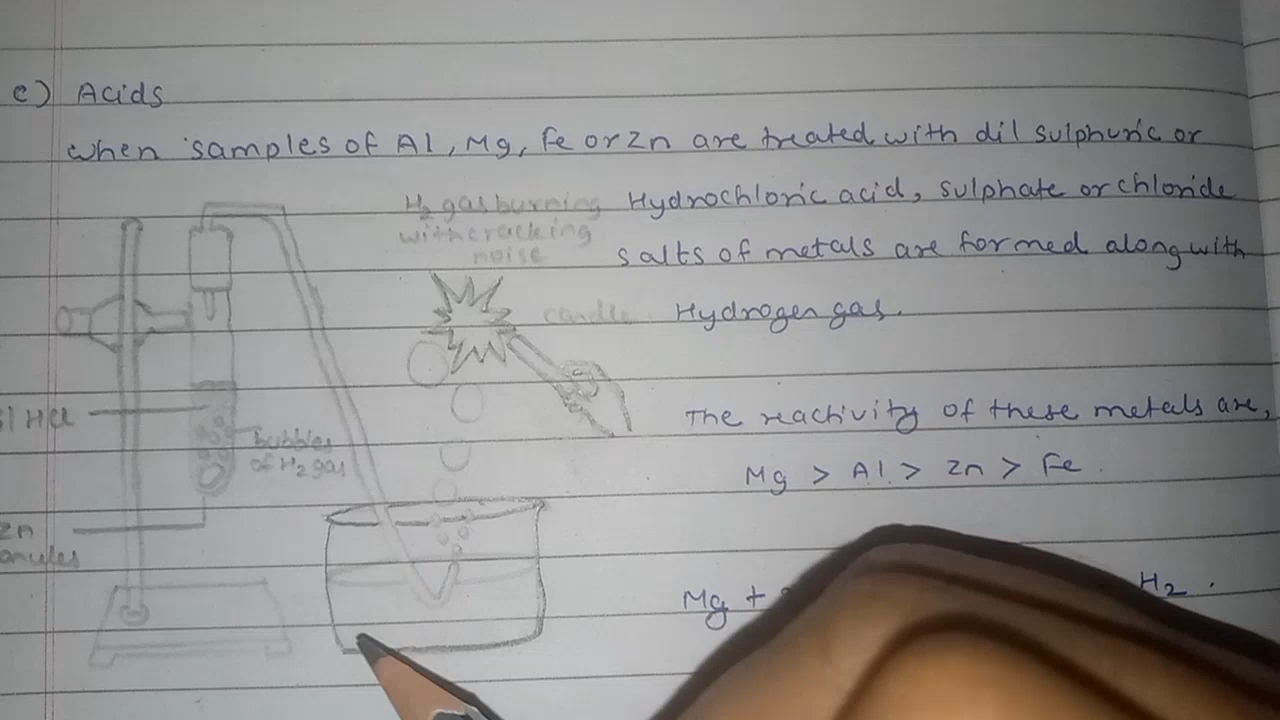 c) Acids
when samples of Al, Mg, Fe or Zn are treated with dil sulphuric or
Hydrochloric acid, sulphate or chloride
salts of metals are formed along with
Hydrogen gas.
H₂ gas burning
with cracking
noise
candle
HCl
bubbles
of H₂ gas
Zn
The reactivity of these metals are,
Mg > Al > Zn > Fe.
Mg +
H₂.